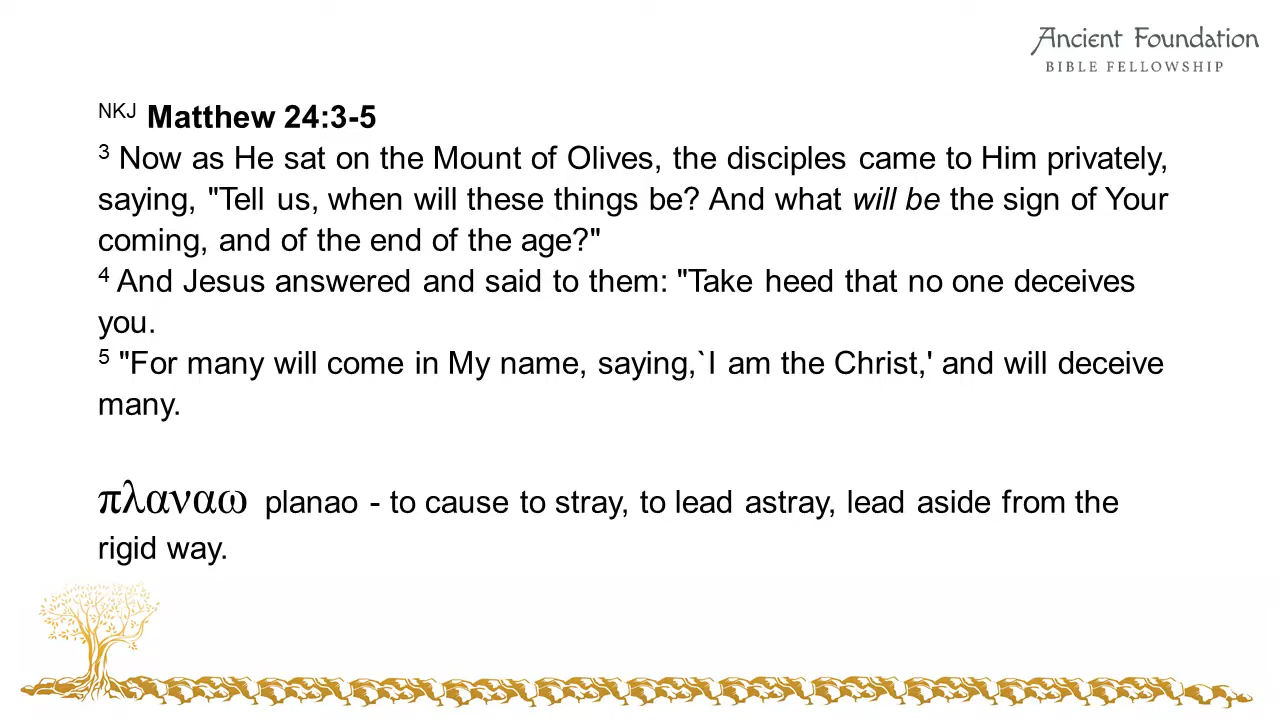 Ancient Foundation
BIBLE FELLOWSHIP
NKJ Matthew 24:3-5
3 Now as He sat on the Mount of Olives, the disciples came to Him privately,
saying, "Tell us, when will these things be? And what will be the sign of Your
coming, and of the end of the age?"
4 And Jesus answered and said to them: "Take heed that no one deceives
you.
5 "For many will come in My name, saying,`I am the Christ,' and will deceive
many.
πλαναω planao - to cause to stray, to lead astray, lead aside from the
rigid way.